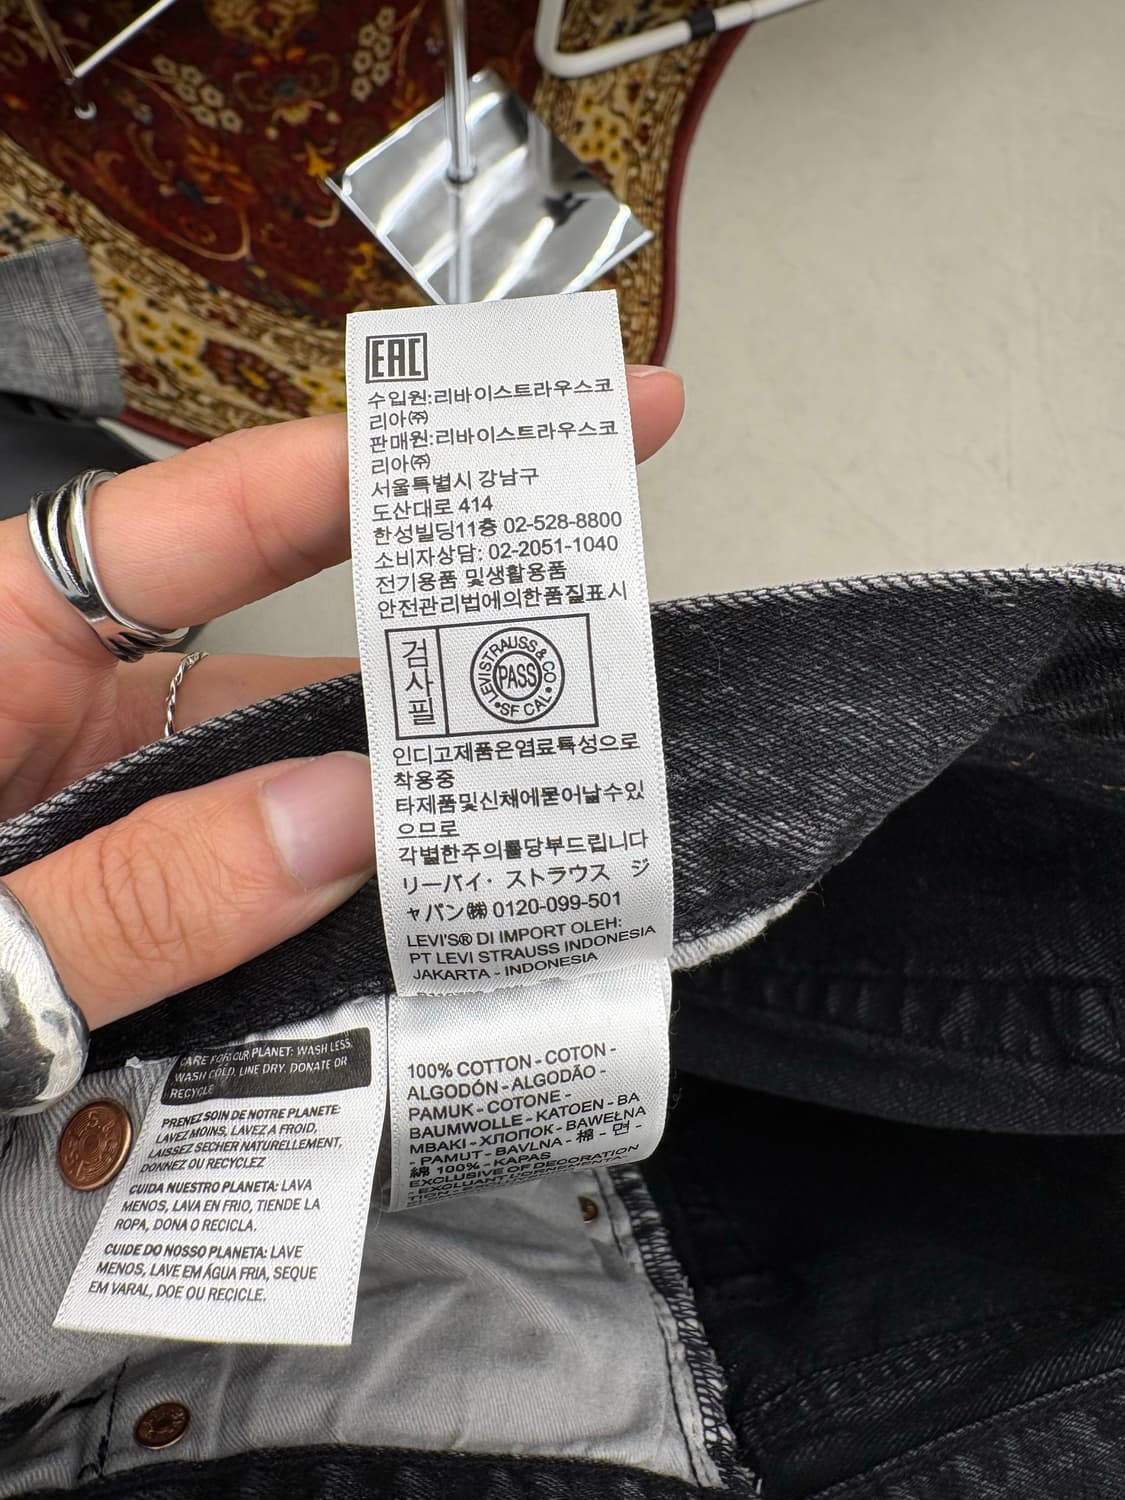 EAC
수입원:리바이스트라우스코
리아㈜
판매원:리바이스트라우스코
리아㈜
서울특별시 강남구
도산대로 414
한성빌딩11층 02-528-8800
소비자상담: 02-2051-1040
전기용품 및생활용품
안전관리법에의한품질표시
검
사
필
LEVI STRAUSS & CO.
PASS
SF CAL
인디고제품은염료특성으로
착용중
타제품및신체에묻어날수있
으므로
각별한주의를당부드립니다
リーバイ・ストラウス ジ
ャパン㈱ 0120-099-501
LEVI'S® DI IMPORT OLEH:
PT LEVI STRAUSS INDONESIA
JAKARTA - INDONESIA
100% COTTON - COTON -
ALGODÓN - ALGODÃO -
PAMUK - COTONE -
BAUMWOLLE - KATOEN - BA
MBAKI - ХЛОПОК - BAWEŁNA
- PAMUT - BAVLNA - 棉 - 면 -
綿 100% - KAPAS
EXCLUSIVE OF DECORATION
CARE FOR OUR PLANET: WASH LESS,
WASH COLD, LINE DRY, DONATE OR
RECYCLE
PRENEZ SOIN DE NOTRE PLANETE:
LAVEZ MOINS, LAVEZ A FROID,
LAISSEZ SECHER NATURELLEMENT,
DONNEZ OU RECYCLEZ
CUIDA NUESTRO PLANETA: LAVA
MENOS, LAVA EN FRIO, TIENDE LA
ROPA, DONA O RECICLA.
CUIDE DO NOSSO PLANETA: LAVE
MENOS, LAVE EM ÁGUA FRIA, SEQUE
EM VARAL, DOE OU RECICLE.